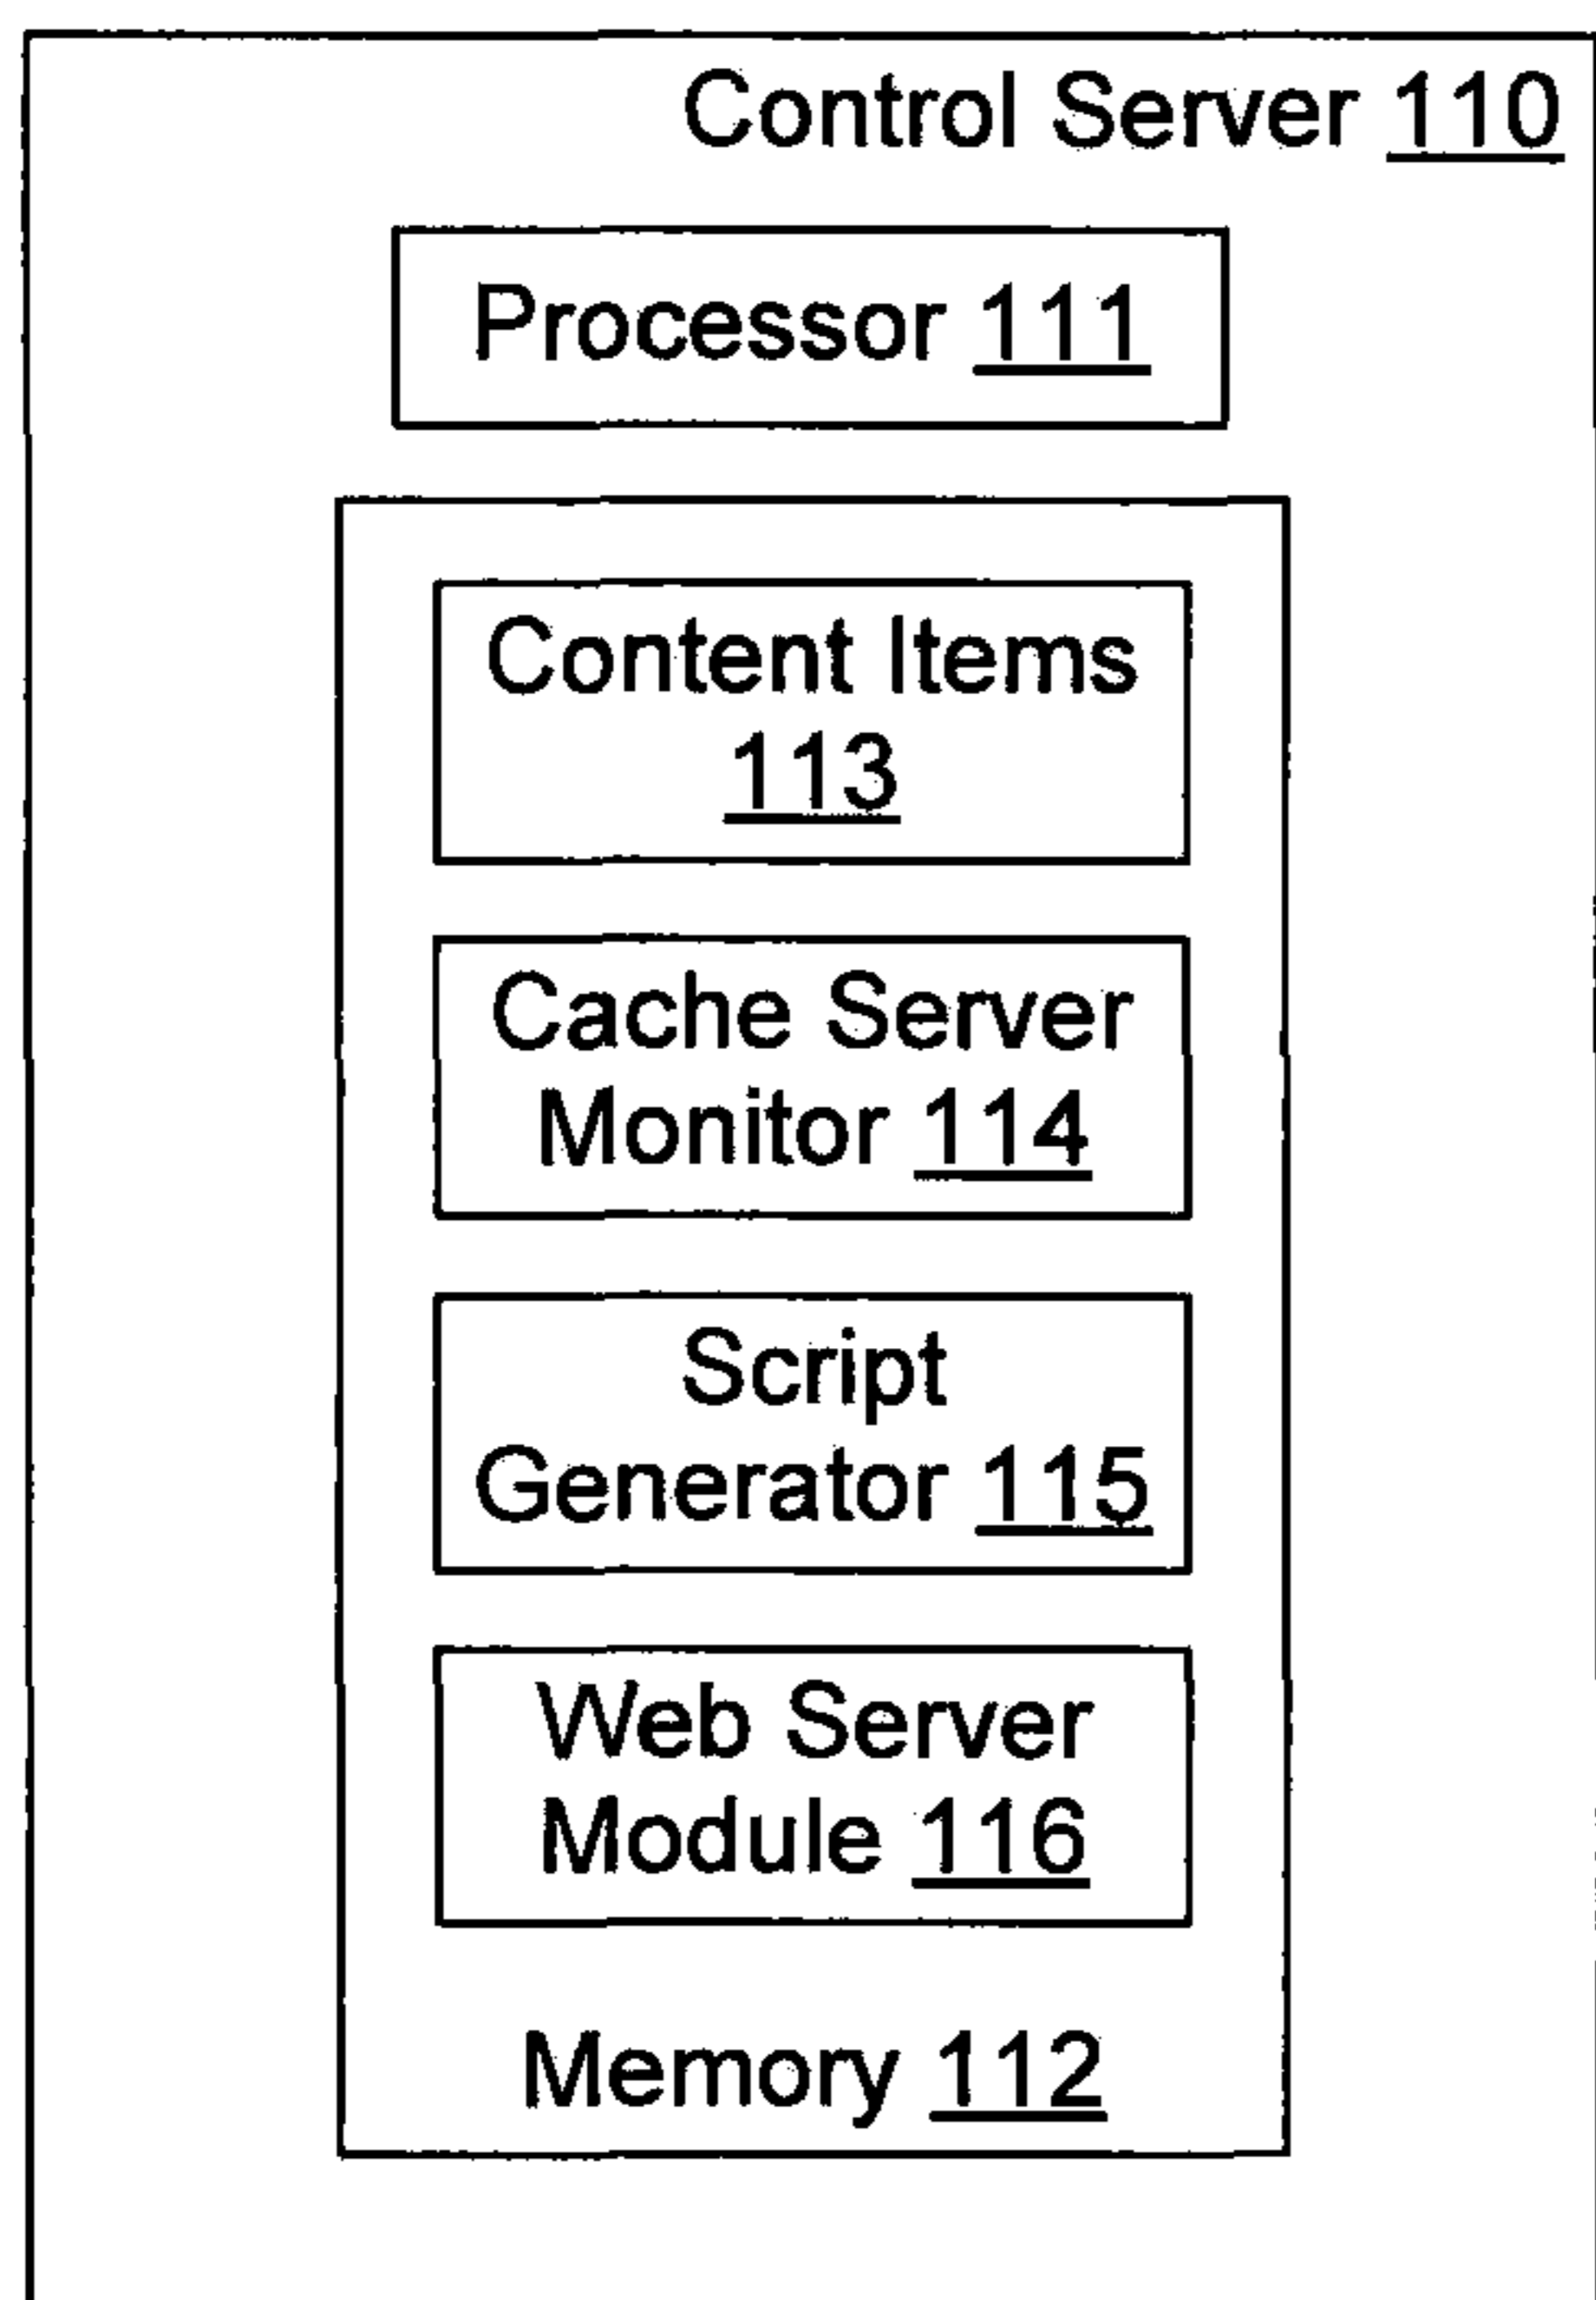 Control Server 110
Processor 111
Content Items
113
Cache Server
Monitor 114
Script
Generator 115
Web Server
Module 116
Memory 112